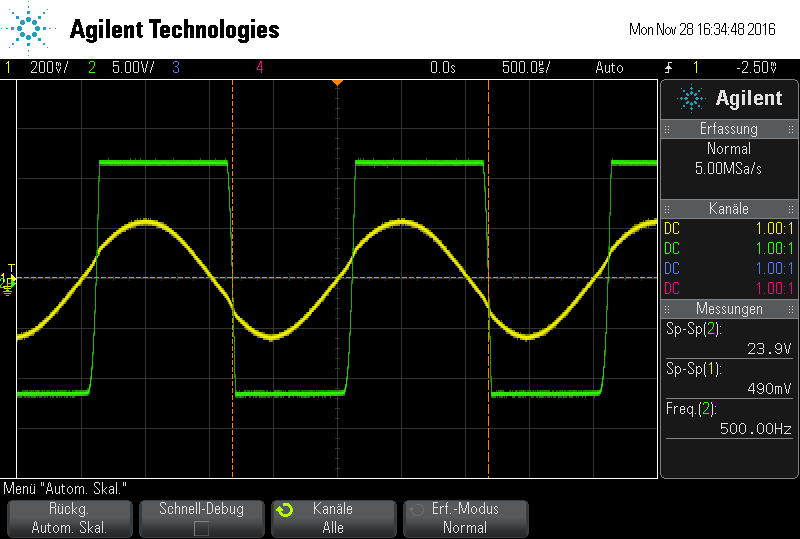 Agilent Technologies
Mon Nov 28 16:34:48 2016
1 200mV/ 2 5.00V/ 3 4 0.0s 500.0µs/ Auto 1 -2.50mV
Agilent
Erfassung
Normal
5.00MSa/s
Kanäle
DC 1.00:1
DC 1.00:1
DC 1.00:1
DC 1.00:1
Messungen
Sp-Sp(2):
23.9V
Sp-Sp(1):
490mV
Freq.(2):
500.00Hz
T
Menü "Autom. Skal."
Rückg.
Autom. Skal.
Schnell-Debug
Kanäle
Alle
Erf.-Modus
Normal